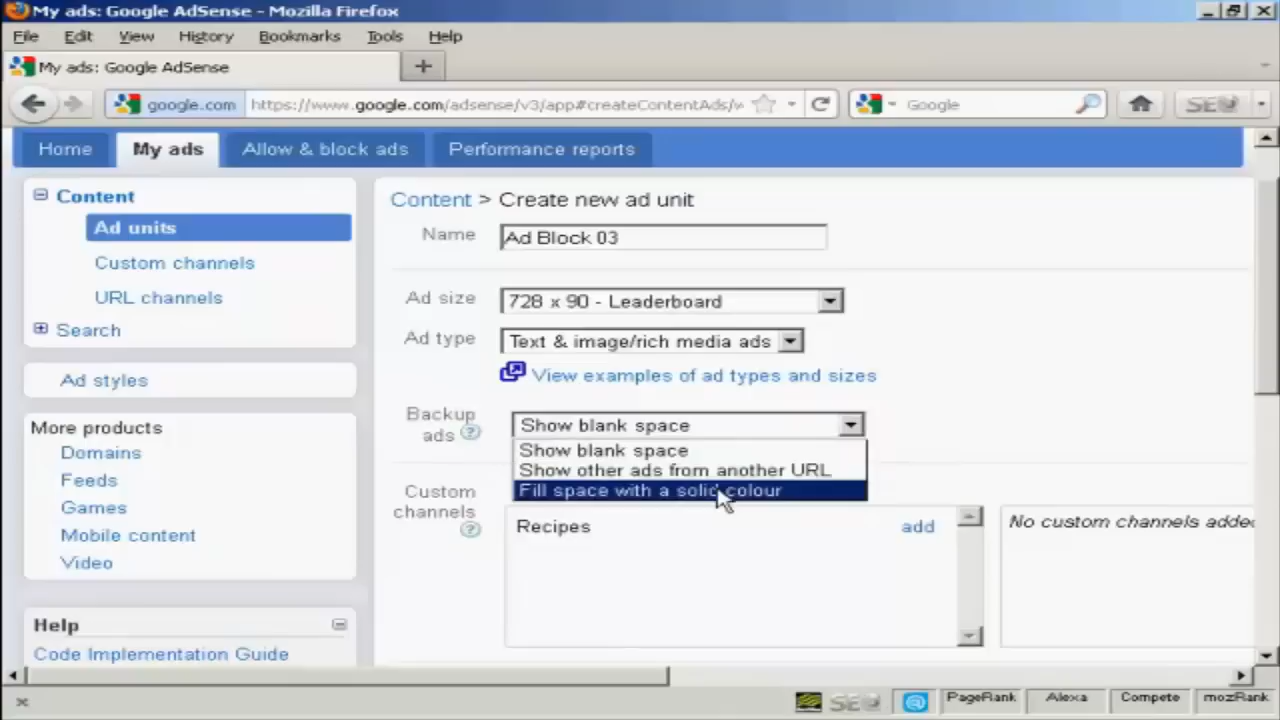 My ads: Google AdSense - Mozilla Firefox
File Edit View History Bookmarks Tools Help
My ads: Google AdSense
google.com https://www.google.com/adsense/v3/app#createContentAds/ Google
Home My ads Allow & block ads Performance reports
Content
Ad units
Custom channels
URL channels
Search
Ad styles
More products
Domains
Feeds
Games
Mobile content
Video
Help
Code Implementation Guide
Content > Create new ad unit
Name Ad Block 03
Ad size 728 x 90 - Leaderboard
Ad type Text & image/rich media ads
View examples of ad types and sizes
Backup ads ? Show blank space
Show blank space
Show other ads from another URL
Fill space with a solid colour
Custom channels ?
Recipes add
No custom channels added
PageRank Alexa Compete mozRank